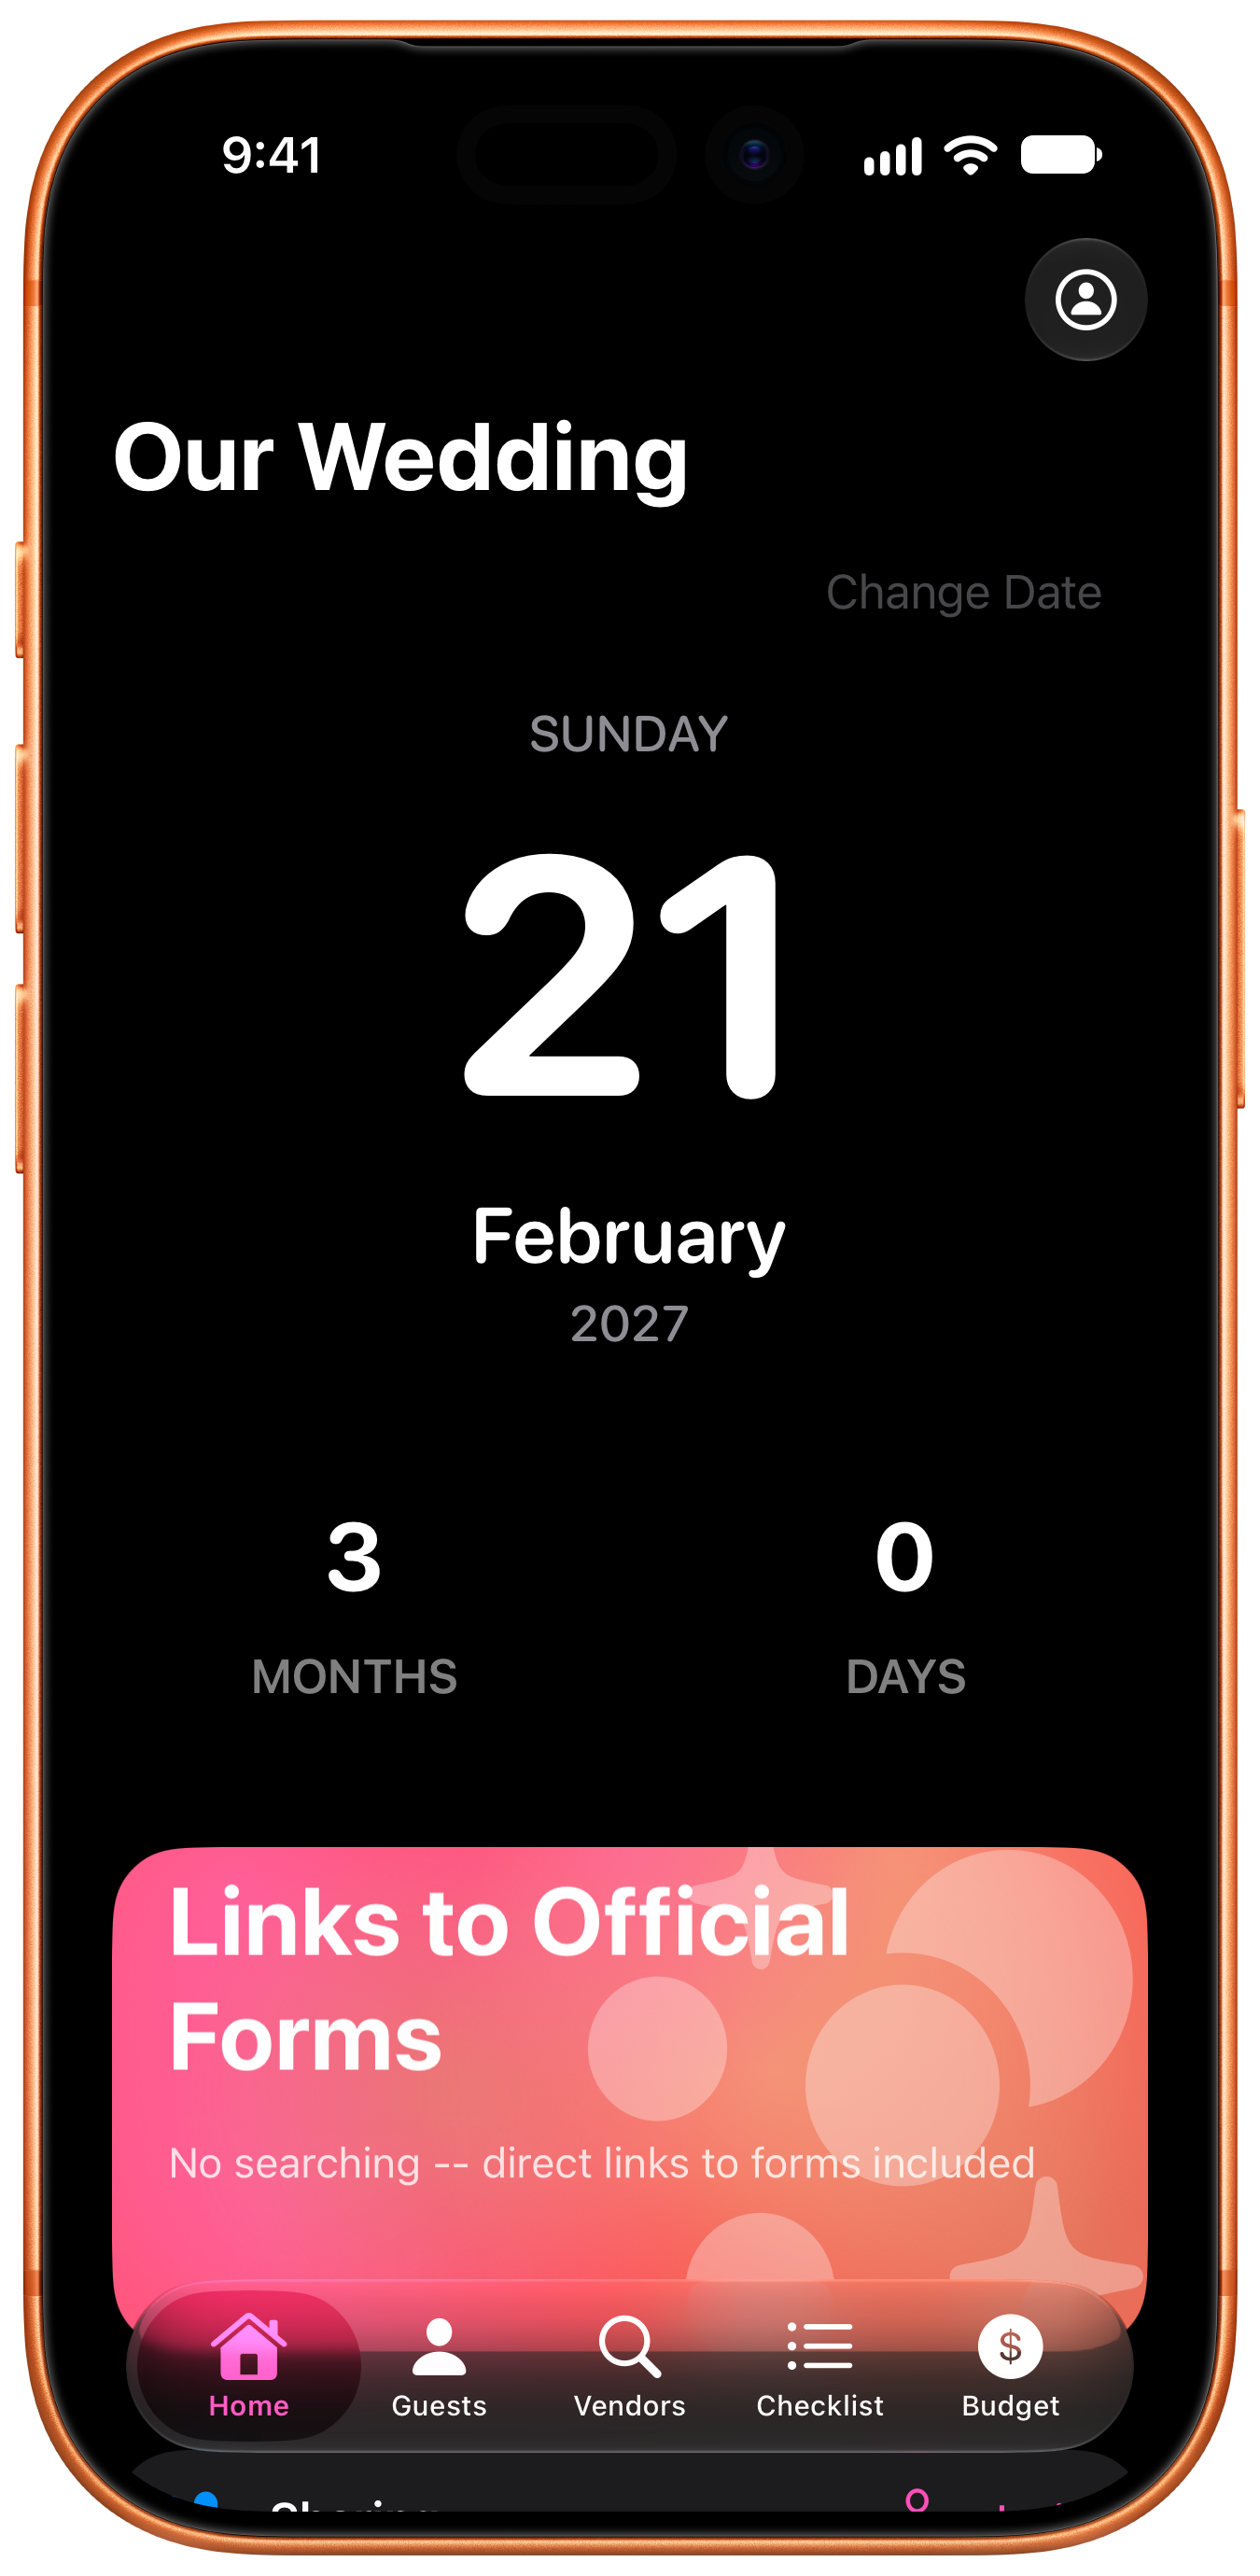 9:41
Our Wedding
Change Date
SUNDAY
21
February
2027
3
0
MONTHS
DAYS
Links to Official
Forms
No searching -- direct links to forms included
$
Home
Guests
Vendors
Checklist
Budget